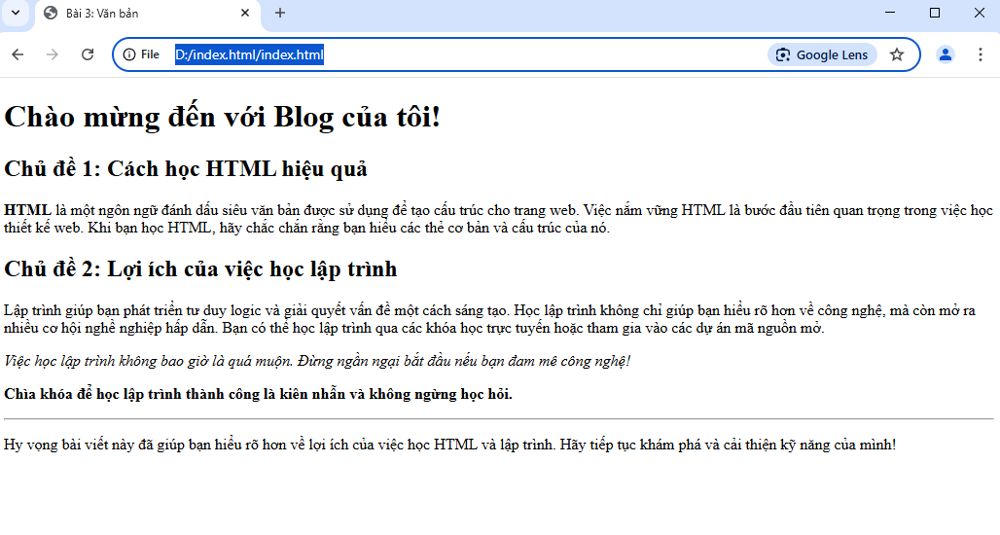 Bài 3: Văn bản
File
D:/index.html/index.html
Google Lens
Chào mừng đến với Blog của tôi!
Chủ đề 1: Cách học HTML hiệu quả
HTML là một ngôn ngữ đánh dấu siêu văn bản được sử dụng để tạo cấu trúc cho trang web. Việc nắm vững HTML là bước đầu tiên quan trọng trong việc học
thiết kế web. Khi bạn học HTML, hãy chắc chắn rằng bạn hiểu các thẻ cơ bản và cấu trúc của nó.
Chủ đề 2: Lợi ích của việc học lập trình
Lập trình giúp bạn phát triển tư duy logic và giải quyết vấn đề một cách sáng tạo. Học lập trình không chỉ giúp bạn hiểu rõ hơn về công nghệ, mà còn mở ra
nhiều cơ hội nghề nghiệp hấp dẫn. Bạn có thể học lập trình qua các khóa học trực tuyến hoặc tham gia vào các dự án mã nguồn mở.
Việc học lập trình không bao giờ là quá muộn. Đừng ngần ngại bắt đầu nếu bạn đam mê công nghệ!
Chìa khóa để học lập trình thành công là kiên nhẫn và không ngừng học hỏi.
Hy vọng bài viết này đã giúp bạn hiểu rõ hơn về lợi ích của việc học HTML và lập trình. Hãy tiếp tục khám phá và cải thiện kỹ năng của mình!